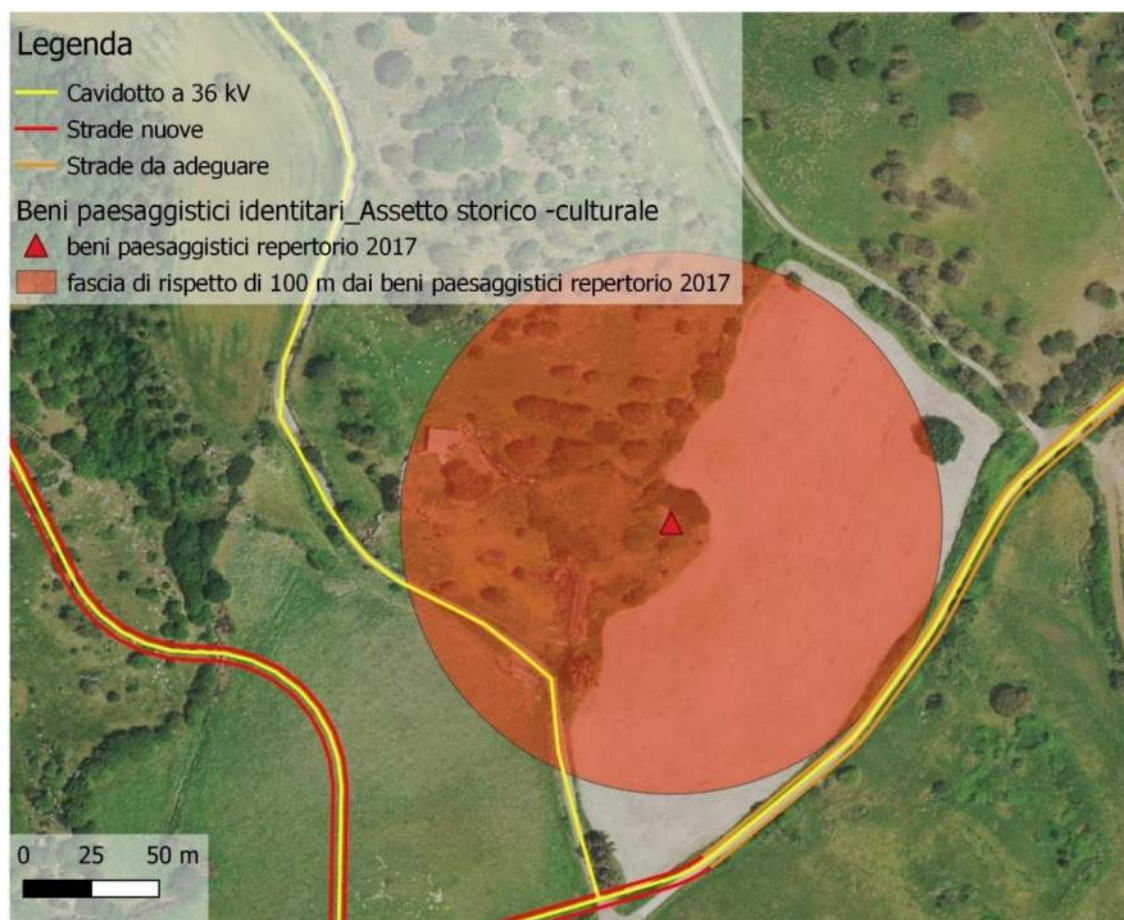 Legenda
Cavidotto a 36 kV
Strade nuove
Strade da adeguare
Beni paesaggistici identitari_Assetto storico -culturale
beni paesaggistici repertorio 2017
fascia di rispetto di 100 m dai beni paesaggistici repertorio 2017
0 25 50 m